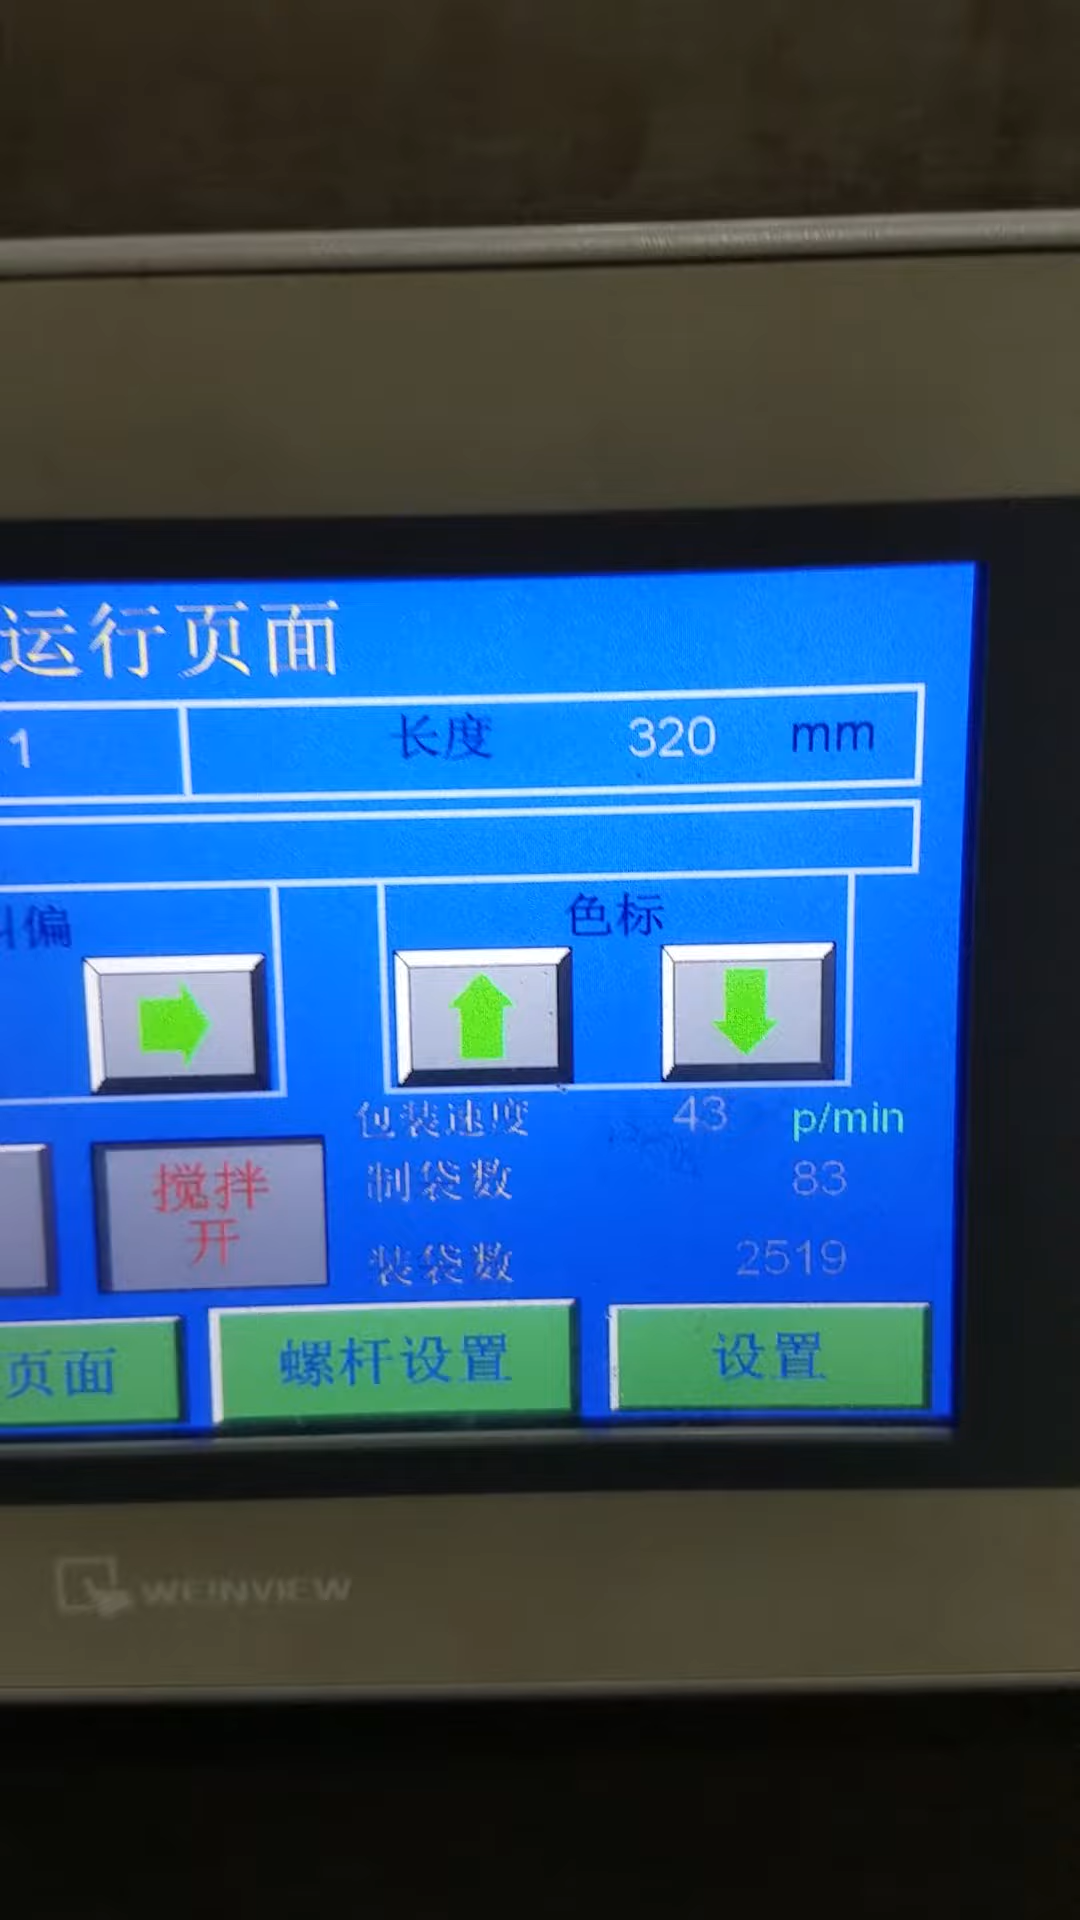 运行页面
1
长度 320 mm
纠偏
色标
包装速度 43 p/min
制袋数 83
搅拌
开
装袋数 2519
页面
螺杆设置
设置
WEINVIEW